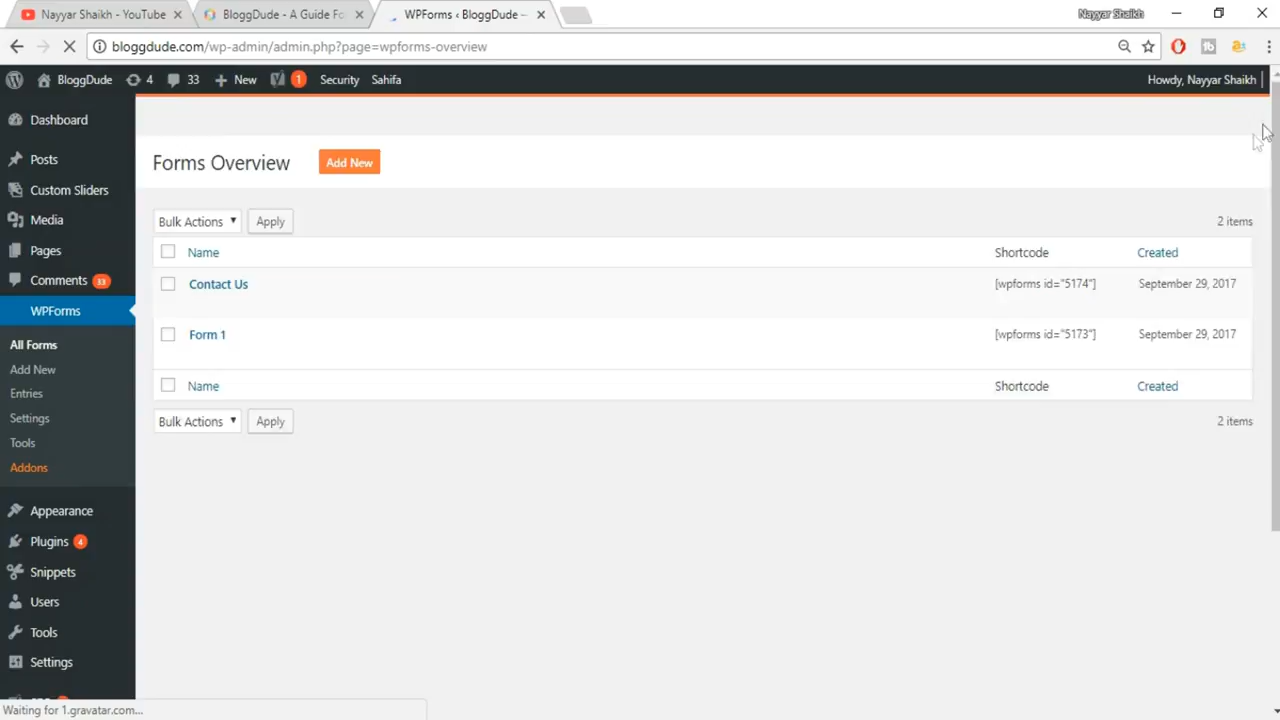 Nayyar Shaikh - YouTube
BloggDude - A Guide Fo
WPForms ‹ BloggDude –
Nayyar Shaikh
bloggdude.com/wp-admin/admin.php?page=wpforms-overview
BloggDude 4 33 New 1 Security Sahifa Howdy, Nayyar Shaikh
Dashboard
Posts
Custom Sliders
Media
Pages
Comments 33
WPForms
All Forms
Add New
Entries
Settings
Tools
Addons
Appearance
Plugins 4
Snippets
Users
Tools
Settings
Forms Overview Add New
Bulk Actions Apply 2 items
Name Shortcode Created
Contact Us [wpforms id="5174"] September 29, 2017
Form 1 [wpforms id="5173"] September 29, 2017
Name Shortcode Created
Bulk Actions Apply 2 items
Waiting for 1.gravatar.com...